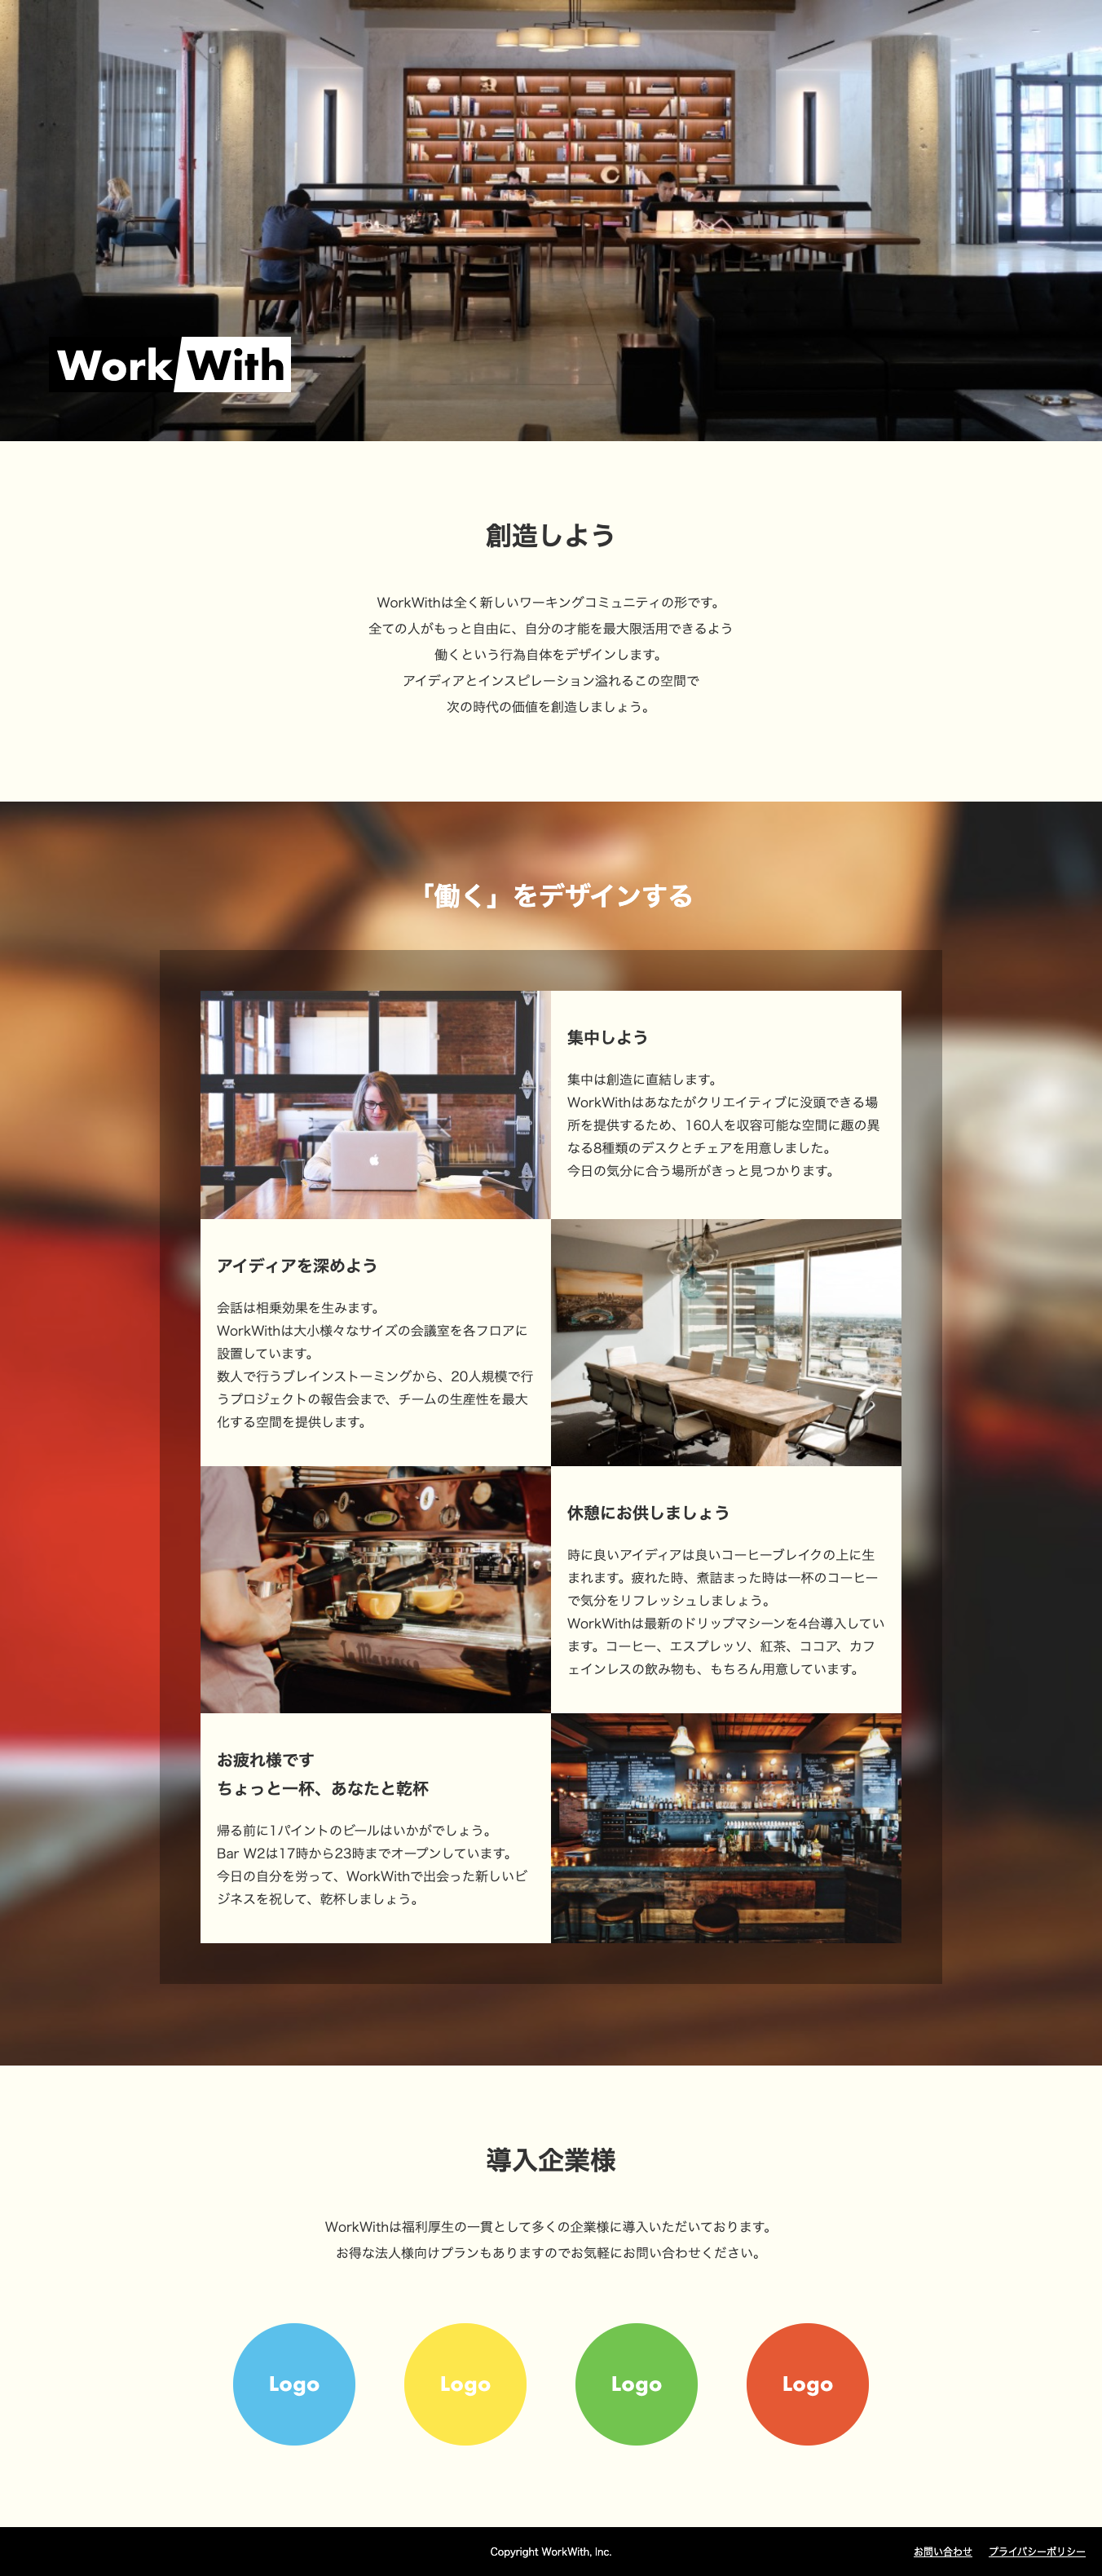 Work With
創造しよう
WorkWithは全く新しいワーキングコミュニティの形です。
全ての人がもっと自由に、自分の才能を最大限活用できるよう
働くという行為自体をデザインします。
アイディアとインスピレーション溢れるこの空間で
次の時代の価値を創造しましょう。
「働く」をデザインする
集中しよう
集中は創造に直結します。
WorkWithはあなたがクリエイティブに没頭できる場
所を提供するため、160人を収容可能な空間に趣の異
なる8種類のデスクとチェアを用意しました。
今日の気分に合う場所がきっと見つかります。
アイディアを深めよう
会話は相乗効果を生みます。
WorkWithは大小様々なサイズの会議室を各フロアに
設置しています。
数人で行うブレインストーミングから、20人規模で行
うプロジェクトの報告会まで、チームの生産性を最大
化する空間を提供します。
休憩にお供しましょう
時に良いアイディアは良いコーヒーブレイクの上に生
まれます。疲れた時、煮詰まった時は一杯のコーヒー
で気分をリフレッシュしましょう。
WorkWithは最新のドリップマシーンを4台導入してい
ます。コーヒー、エスプレッソ、紅茶、ココア、カフ
ェインレスの飲み物も、もちろん用意しています。
お疲れ様です
ちょっと一杯、あなたと乾杯
帰る前に1パイントのビールはいかがでしょう。
Bar W2は17時から23時までオープンしています。
今日の自分を労って、WorkWithで出会った新しいビ
ジネスを祝して、乾杯しましょう。
導入企業様
WorkWithは福利厚生の一貫として多くの企業様に導入いただいております。
お得な法人様向けプランもありますのでお気軽にお問い合わせください。
Logo
Logo
Logo
Logo
Copyright WorkWith, Inc.
お問い合わせ
プライバシーポリシー